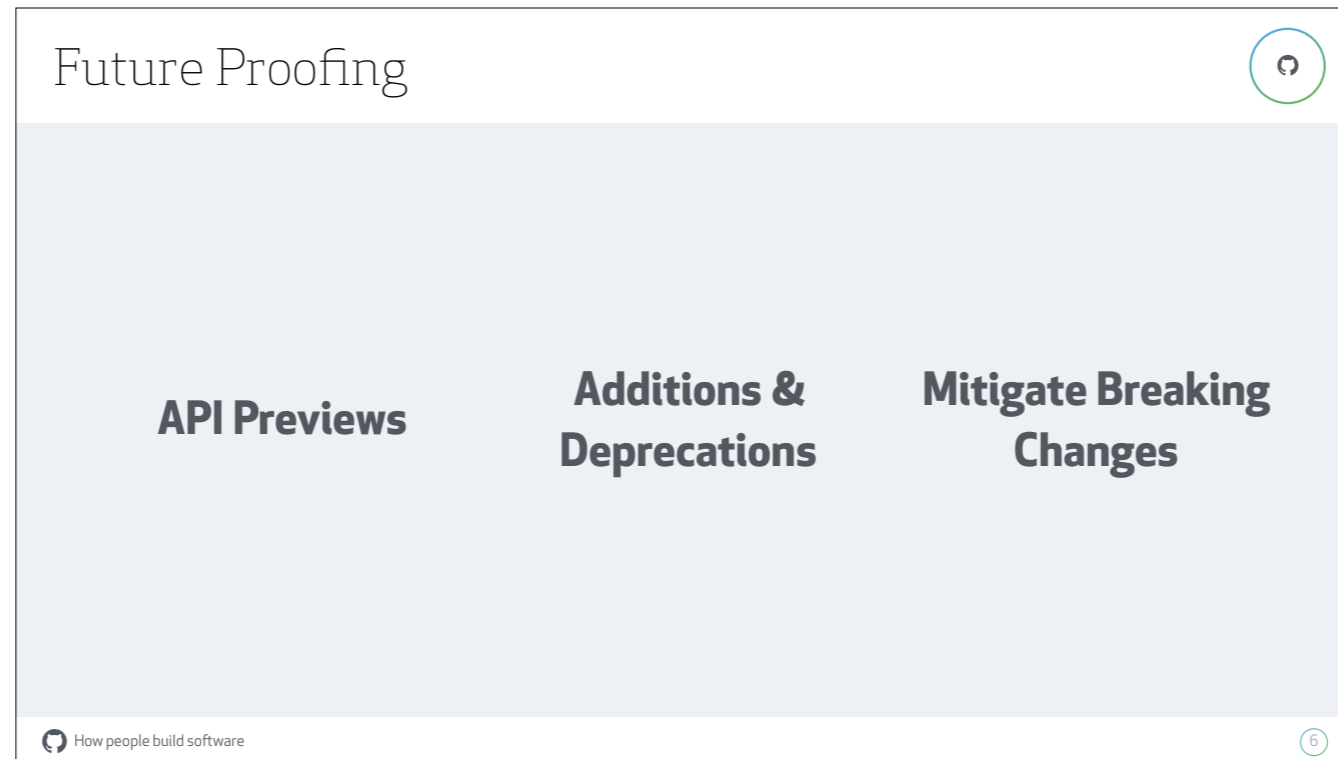 Future Proofing
API Previews
Additions &
Deprecations
Mitigate Breaking
Changes
How people build software
6